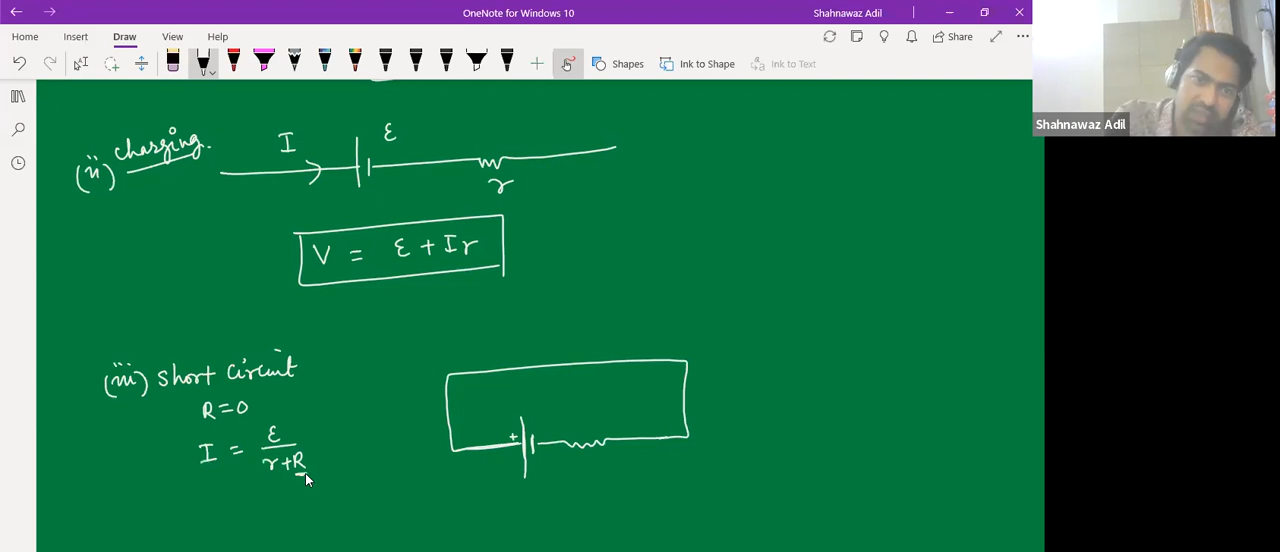 OneNote for Windows 10
Shahnawaz Adil
Home Insert Draw View Help
Share
Shapes Ink to Shape Ink to Text
Shahnawaz Adil
(ii) charging.
I ε
r
V = ε + Ir
(iii) Short circuit
R = 0
I = ε / r + R
+